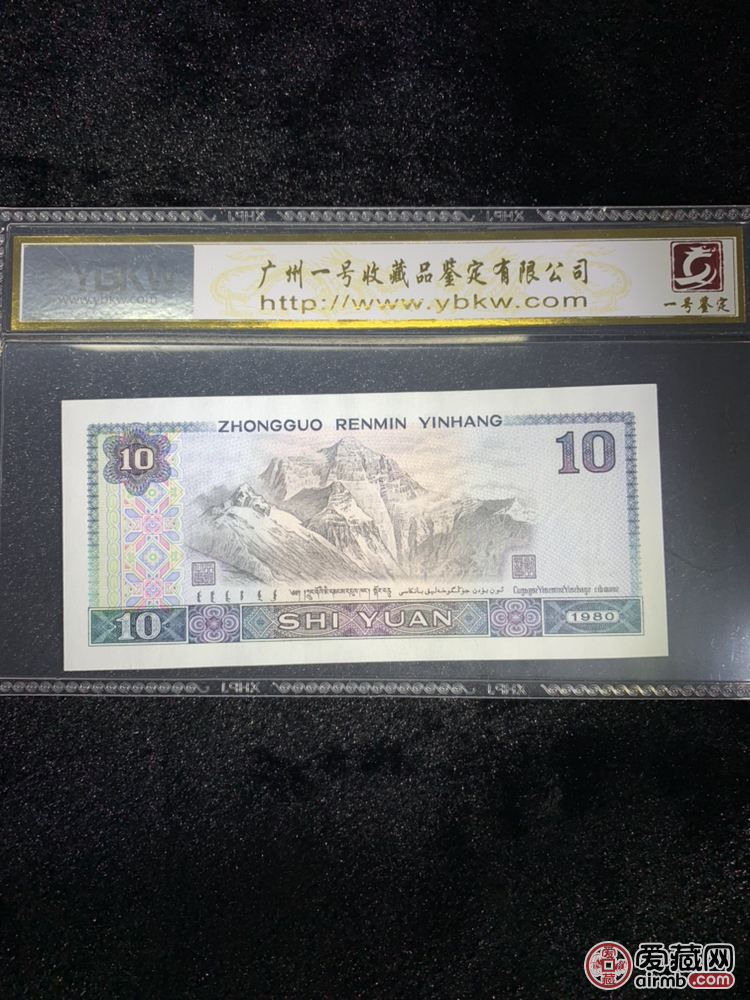 YBKW
www.ybkw.com
广州一号收藏品鉴定有限公司
http://www.ybkw.com
一号鉴定
ZHONGGUO RENMIN YINHANG
10
10
10
SHI YUAN
1980
爱藏网
airmb.com